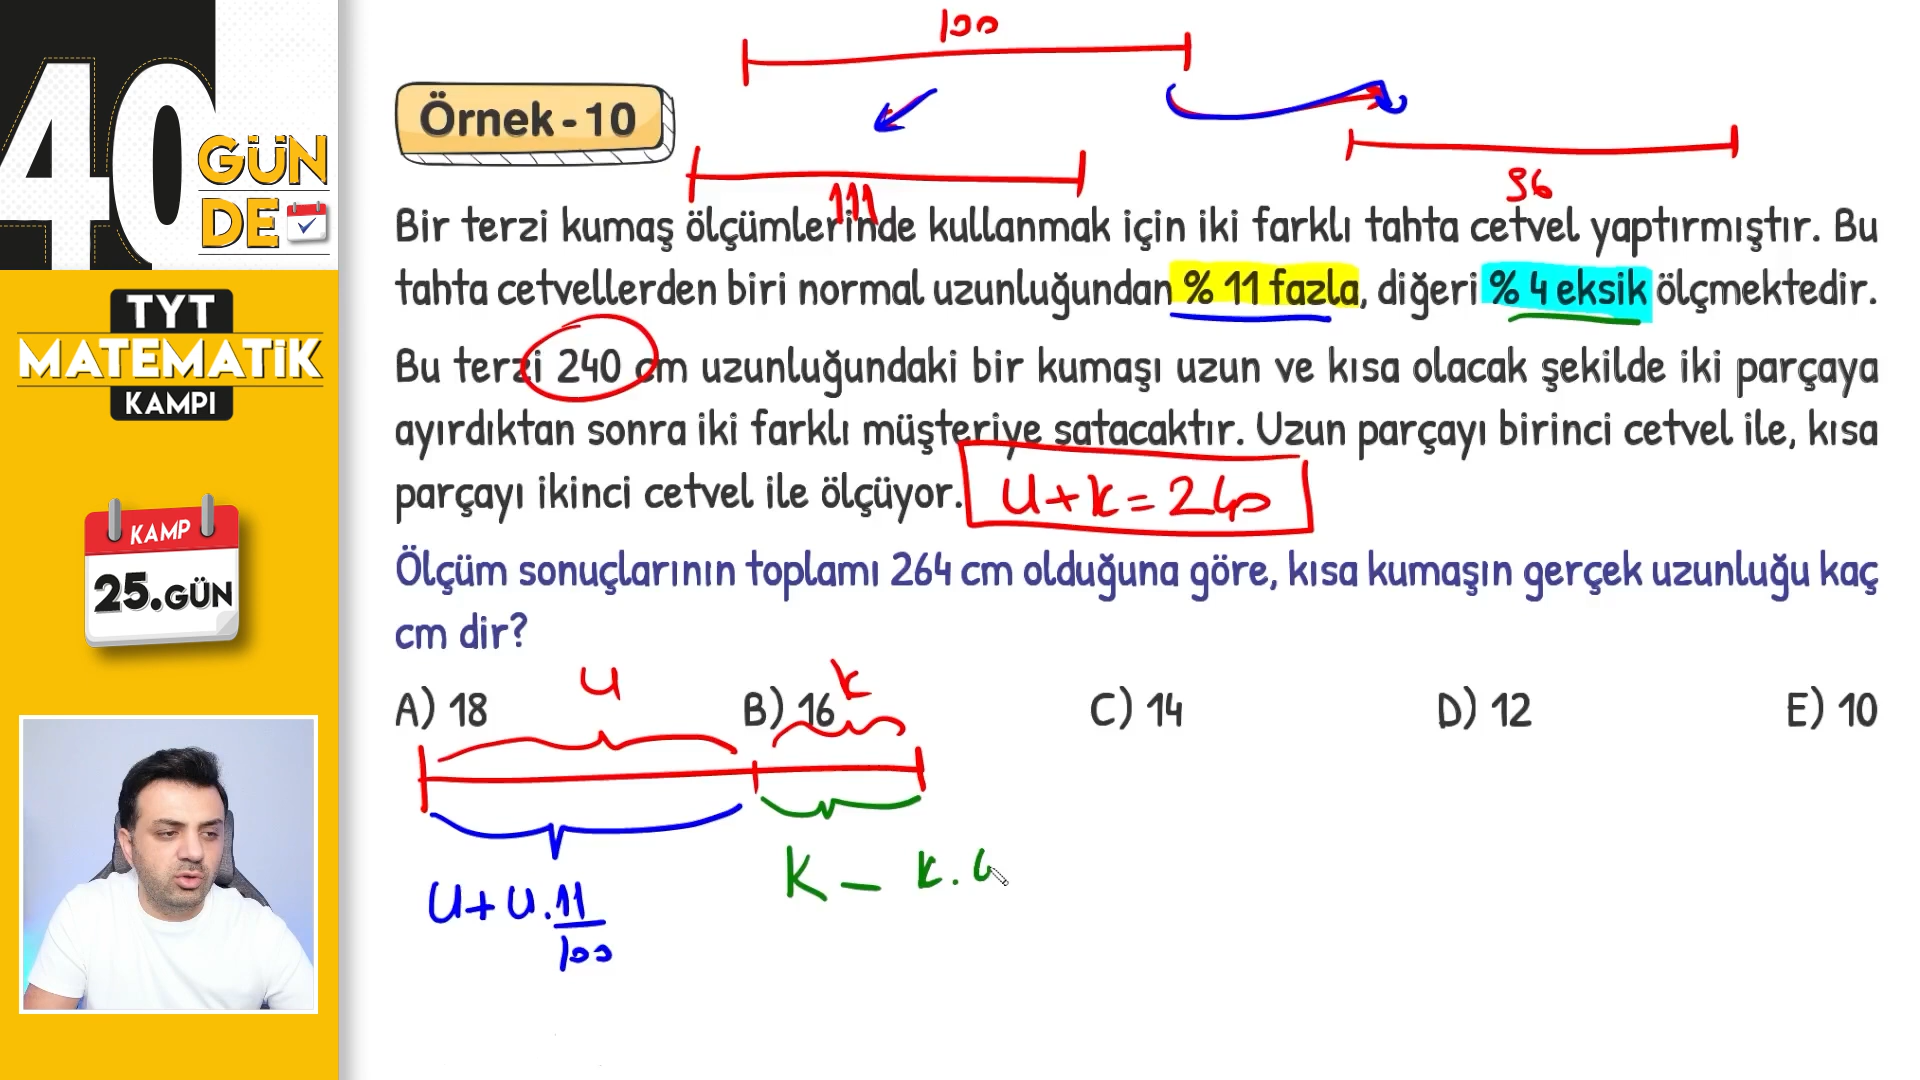 40
GÜN
DE
TYT
MATEMATİK
KAMPI
KAMP
25.GÜN
100
Örnek - 10
111
96
Bir terzi kumaş ölçümlerinde kullanmak için iki farklı tahta cetvel yaptırmıştır. Bu
tahta cetvellerden biri normal uzunluğundan % 11 fazla, diğeri % 4 eksik ölçmektedir.
Bu terzi 240 cm uzunluğundaki bir kumaşı uzun ve kısa olacak şekilde iki parçaya
ayırdıktan sonra iki farklı müşteriye satacaktır. Uzun parçayı birinci cetvel ile, kısa
parçayı ikinci cetvel ile ölçüyor.
U+K=240
Ölçüm sonuçlarının toplamı 264 cm olduğuna göre, kısa kumaşın gerçek uzunluğu kaç
cm dir?
U K
A) 18 B) 16 C) 14 D) 12 E) 10
U+U.11/100
K - K.